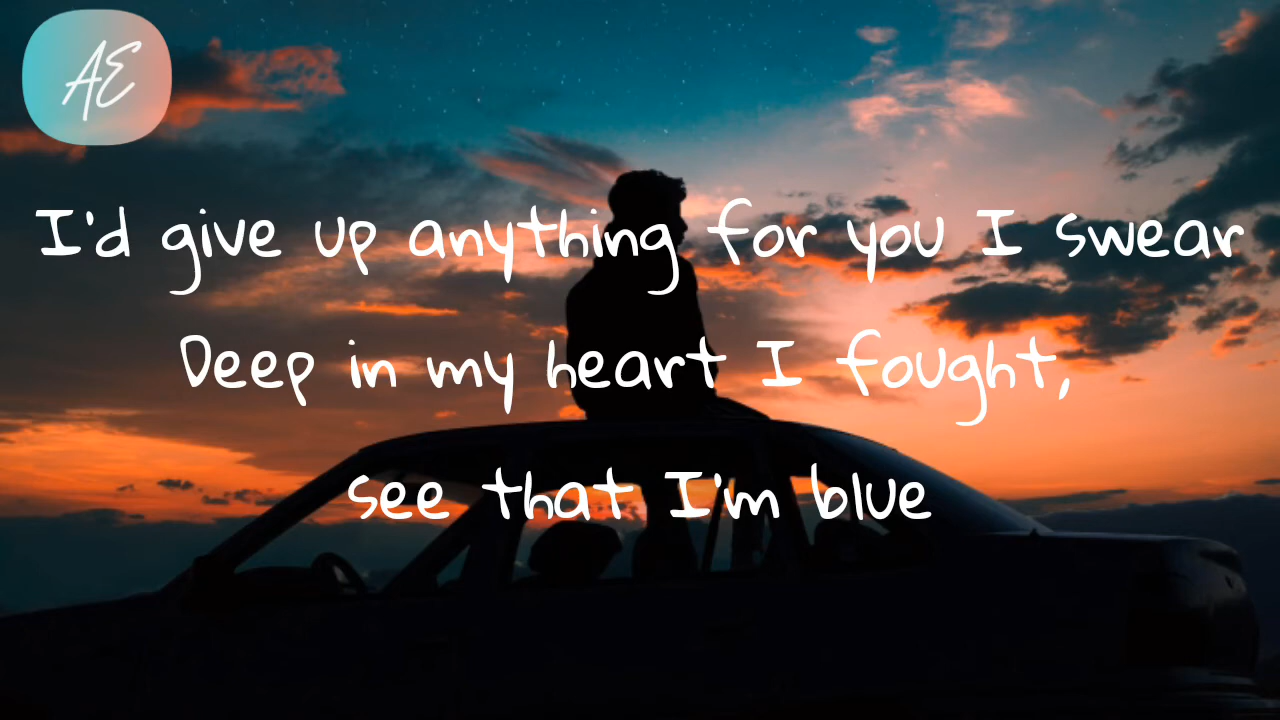 AE
I'd give up anything for you I swear
Deep in my heart I fought,
see that I'm blue